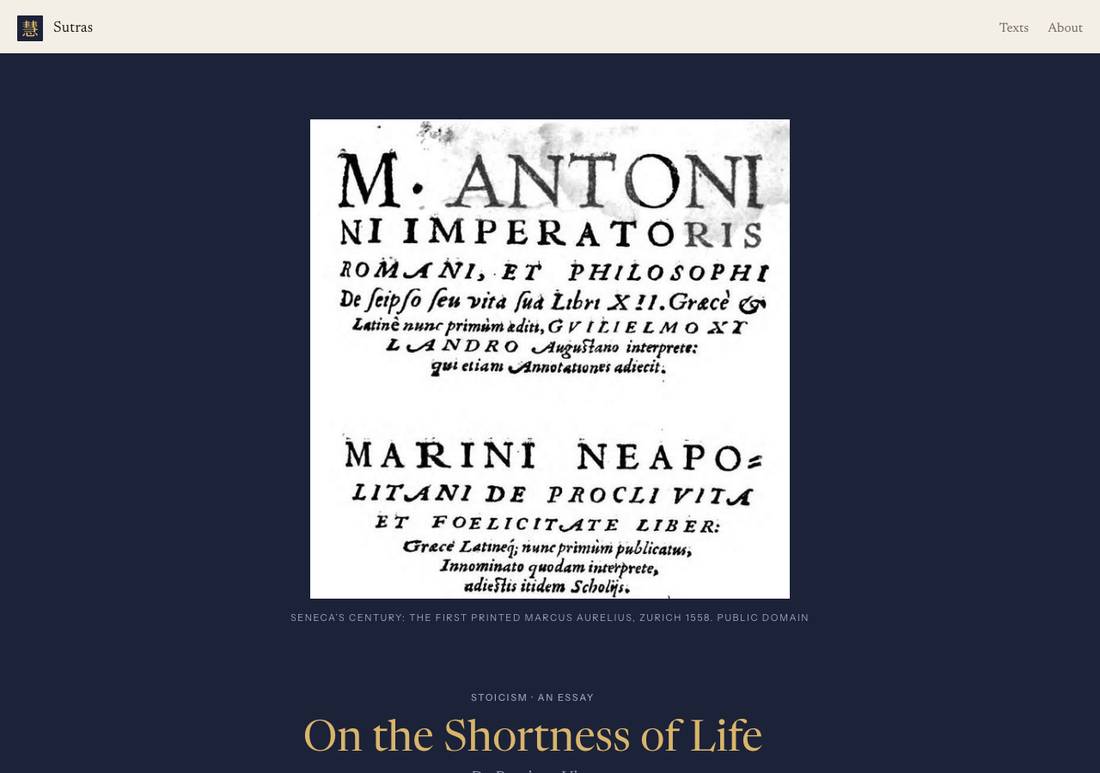 慧 Sutras
Texts About
M. ANTONI
NI IMPERATORIS
ROMANI, ET PHILOSOPHI
De ſeipſo ſeu vita ſua Libri XII. Græcè &
Latinè nunc primùm æditi, GVILIELMO XY
LANDRO Auguſtano interprete:
qui etiam Annotationes adiecit.
MARINI NEAPO=
LITANI DE PROCLI VITA
ET FOELICITATE LIBER:
Græcè Latineq́; nunc primùm publicatus,
Innominato quodam interprete,
adieƈtis itidem Scholijs.
SENECA'S CENTURY: THE FIRST PRINTED MARCUS AURELIUS, ZURICH 1558. PUBLIC DOMAIN
STOICISM · AN ESSAY
On the Shortness of Life